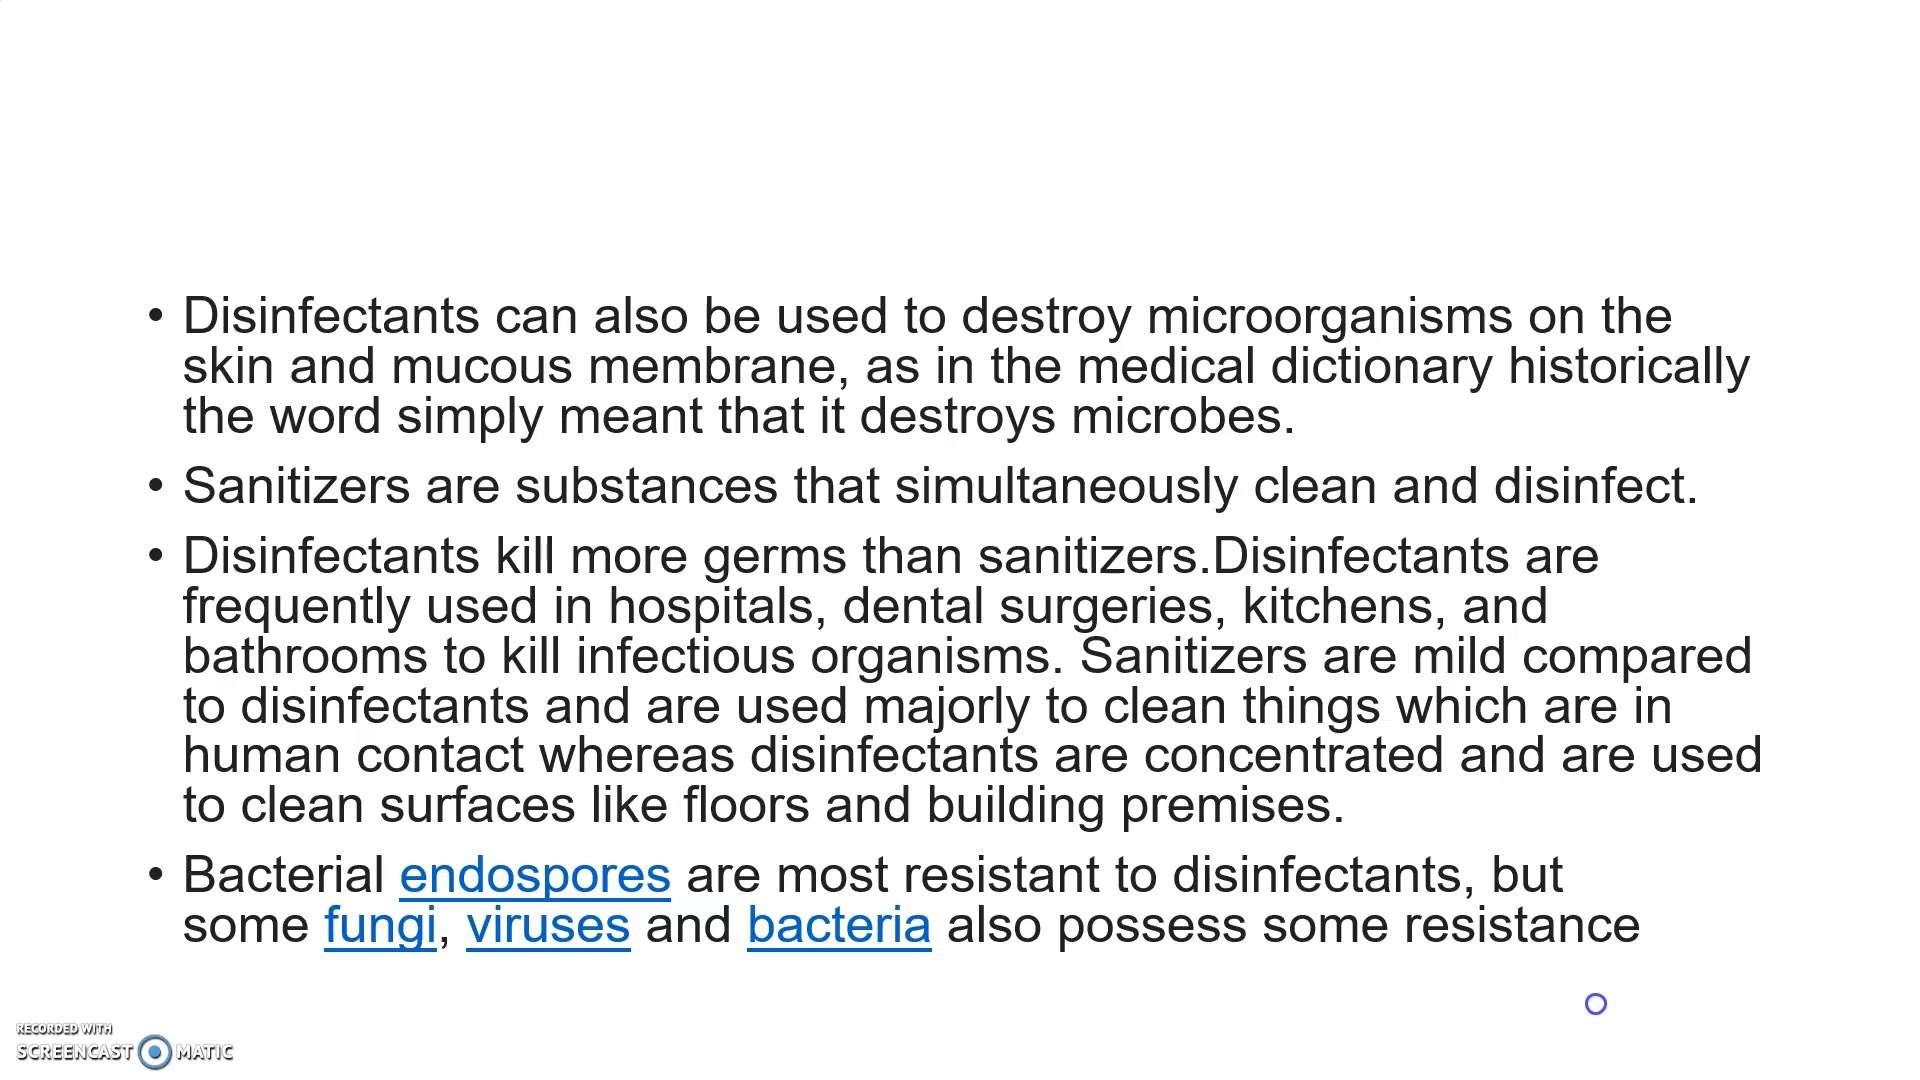 • Disinfectants can also be used to destroy microorganisms on the
skin and mucous membrane, as in the medical dictionary historically
the word simply meant that it destroys microbes.
• Sanitizers are substances that simultaneously clean and disinfect.
• Disinfectants kill more germs than sanitizers.Disinfectants are
frequently used in hospitals, dental surgeries, kitchens, and
bathrooms to kill infectious organisms. Sanitizers are mild compared
to disinfectants and are used majorly to clean things which are in
human contact whereas disinfectants are concentrated and are used
to clean surfaces like floors and building premises.
• Bacterial endospores are most resistant to disinfectants, but
some fungi, viruses and bacteria also possess some resistance
RECORDED WITH
SCREENCAST MATIC